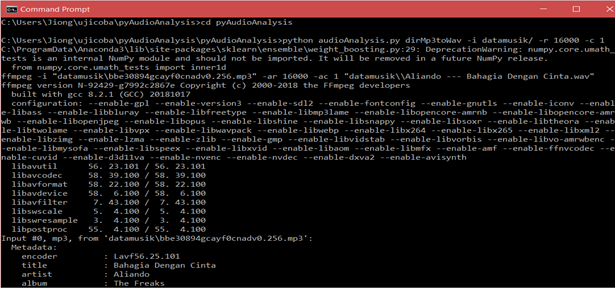 Command Prompt
C:\Users\Jiong\ujicoba\pyAudioAnalysis>cd pyAudioAnalysis
C:\Users\Jiong\ujicoba\pyAudioAnalysis\pyAudioAnalysis>python audioAnalysis.py dirMp3toWav -i datamusik/ -r 16000 -c 1
C:\ProgramData\Anaconda3\lib\site-packages\sklearn\ensemble\weight_boosting.py:29: DeprecationWarning: numpy.core.umath_
tests is an internal NumPy module and should not be imported. It will be removed in a future NumPy release.
from numpy.core.umath_tests import inner1d
ffmpeg -i "datamusik\bbe30894gcayf0cnadv0.256.mp3" -ar 16000 -ac 1 "datamusik\\Aliando --- Bahagia Dengan Cinta.wav"
ffmpeg version N-92429-g7992c2867e Copyright (c) 2000-2018 the FFmpeg developers
built with gcc 8.2.1 (GCC) 20181017
configuration: --enable-gpl --enable-version3 --enable-sdl2 --enable-fontconfig --enable-gnutls --enable-iconv --enabl
e-libass --enable-libbluray --enable-libfreetype --enable-libmp3lame --enable-libopencore-amrnb --enable-libopencore-amr
wb --enable-libopenjpeg --enable-libopus --enable-libshine --enable-libsnappy --enable-libsoxr --enable-libtheora --enab
le-libtwolame --enable-libvpx --enable-libwavpack --enable-libwebp --enable-libx264 --enable-libx265 --enable-libxml2 --
enable-libzimg --enable-lzma --enable-zlib --enable-gmp --enable-libvidstab --enable-libvorbis --enable-libvo-amrwbenc -
-enable-libmysofa --enable-libspeex --enable-libxvid --enable-libaom --enable-libmfx --enable-amf --enable-ffnvcodec --e
nable-cuvid --enable-d3d11va --enable-nvenc --enable-nvdec --enable-dxva2 --enable-avisynth
libavutil 56. 23.101 / 56. 23.101
libavcodec 58. 39.100 / 58. 39.100
libavformat 58. 22.100 / 58. 22.100
libavdevice 58. 6.100 / 58. 6.100
libavfilter 7. 43.100 / 7. 43.100
libswscale 5. 4.100 / 5. 4.100
libswresample 3. 4.100 / 3. 4.100
libpostproc 55. 4.100 / 55. 4.100
Input #0, mp3, from 'datamusik\bbe30894gcayf0cnadv0.256.mp3':
Metadata:
encoder : Lavf56.25.101
title : Bahagia Dengan Cinta
artist : Aliando
album : The Freaks